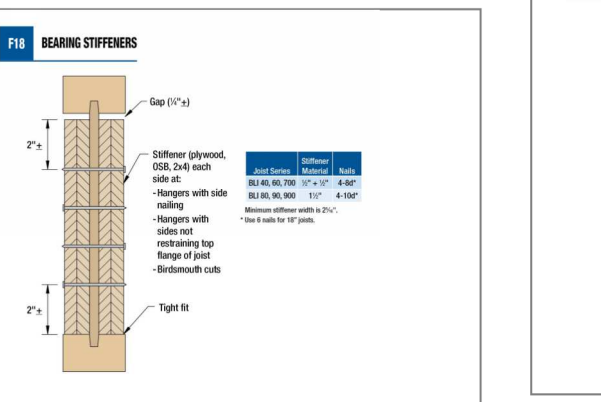 F18 BEARING STIFFENERS
Gap (¼"±)
2"±
Stiffener (plywood,
OSB, 2x4) each
side at:
- Hangers with side
nailing
- Hangers with
sides not
restraining top
flange of joist
- Birdsmouth cuts
2"±
Tight fit
Joist Series Stiffener Material Nails
BLI 40, 60, 700 ½" + ½" 4-8d*
BLI 80, 90, 900 1½" 4-10d*
Minimum stiffener width is 2⁵⁄₁₆".
* Use 6 nails for 18" joists.